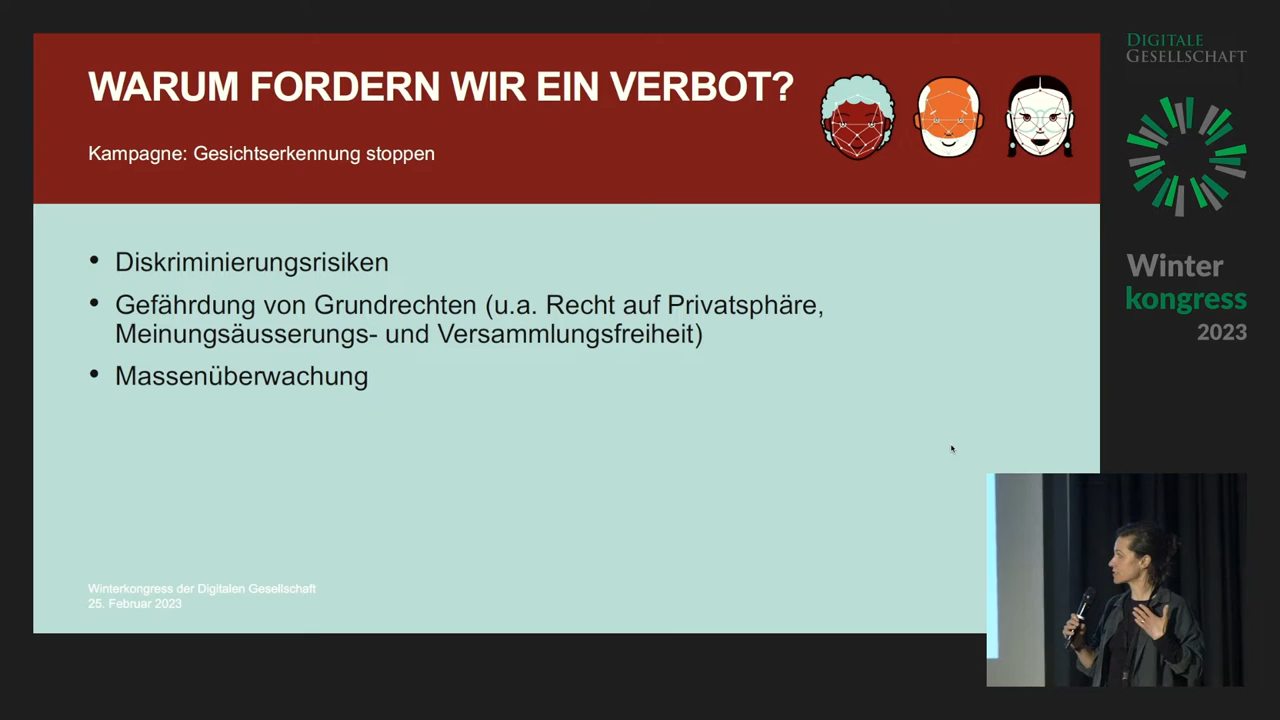 WARUM FORDERN WIR EIN VERBOT?
Kampagne: Gesichtserkennung stoppen
• Diskriminierungsrisiken
• Gefährdung von Grundrechten (u.a. Recht auf Privatsphäre,
Meinungsäusserungs- und Versammlungsfreiheit)
• Massenüberwachung
Winterkongress der Digitalen Gesellschaft
25. Februar 2023
DIGITALE
GESELLSCHAFT
Winter
kongress
2023